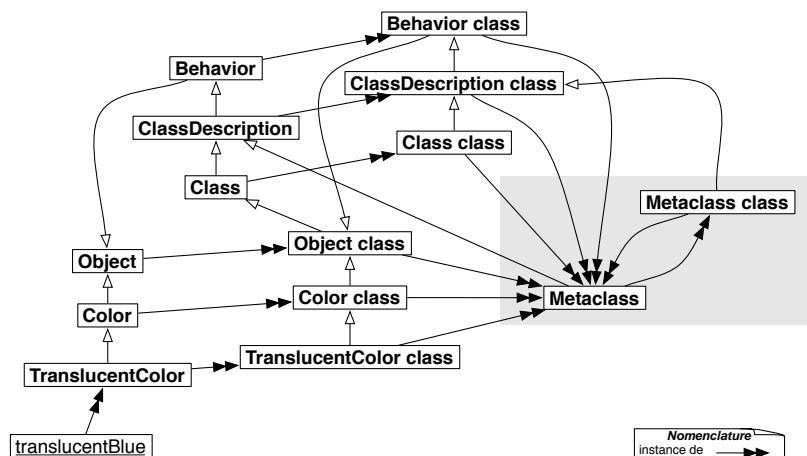 Behavior class
Behavior
ClassDescription class
ClassDescription
Class class
Class
Metaclass class
Object class
Object
Color class
Metaclass
Color
TranslucentColor class
TranslucentColor
translucentBlue
Nomenclature
instance de